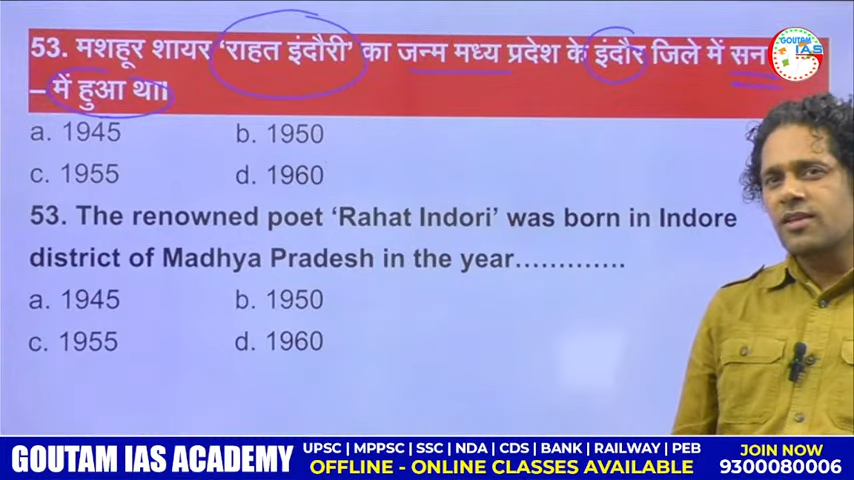 53. मशहूर शायर ‘राहत इंदौरी’ का जन्म मध्य प्रदेश के इंदौर जिले में सन
– में हुआ था।
GOUTAM
IAS
a. 1945 b. 1950
c. 1955 d. 1960
53. The renowned poet ‘Rahat Indori’ was born in Indore
district of Madhya Pradesh in the year.............
a. 1945 b. 1950
c. 1955 d. 1960
GOUTAM IAS ACADEMY
UPSC | MPPSC | SSC | NDA | CDS | BANK | RAILWAY | PEB
OFFLINE - ONLINE CLASSES AVAILABLE
JOIN NOW
9300080006